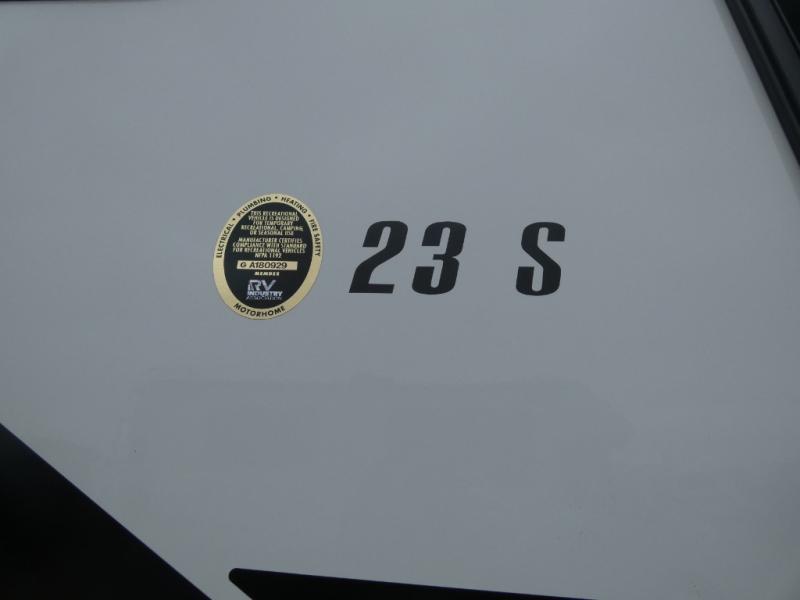 ELECTRICAL • PLUMBING • HEATING • FIRE SAFETY
THIS RECREATIONAL
VEHICLE IS DESIGNED
FOR TEMPORARY
RECREATIONAL, CAMPING
OR SEASONAL USE
MANUFACTURER CERTIFIES
COMPLIANCE WITH STANDARD
FOR RECREATIONAL VEHICLES
NFPA 1192
G A180929
MEMBER
RV
INDUSTRY
ASSOCIATION
MOTORHOME
23 S